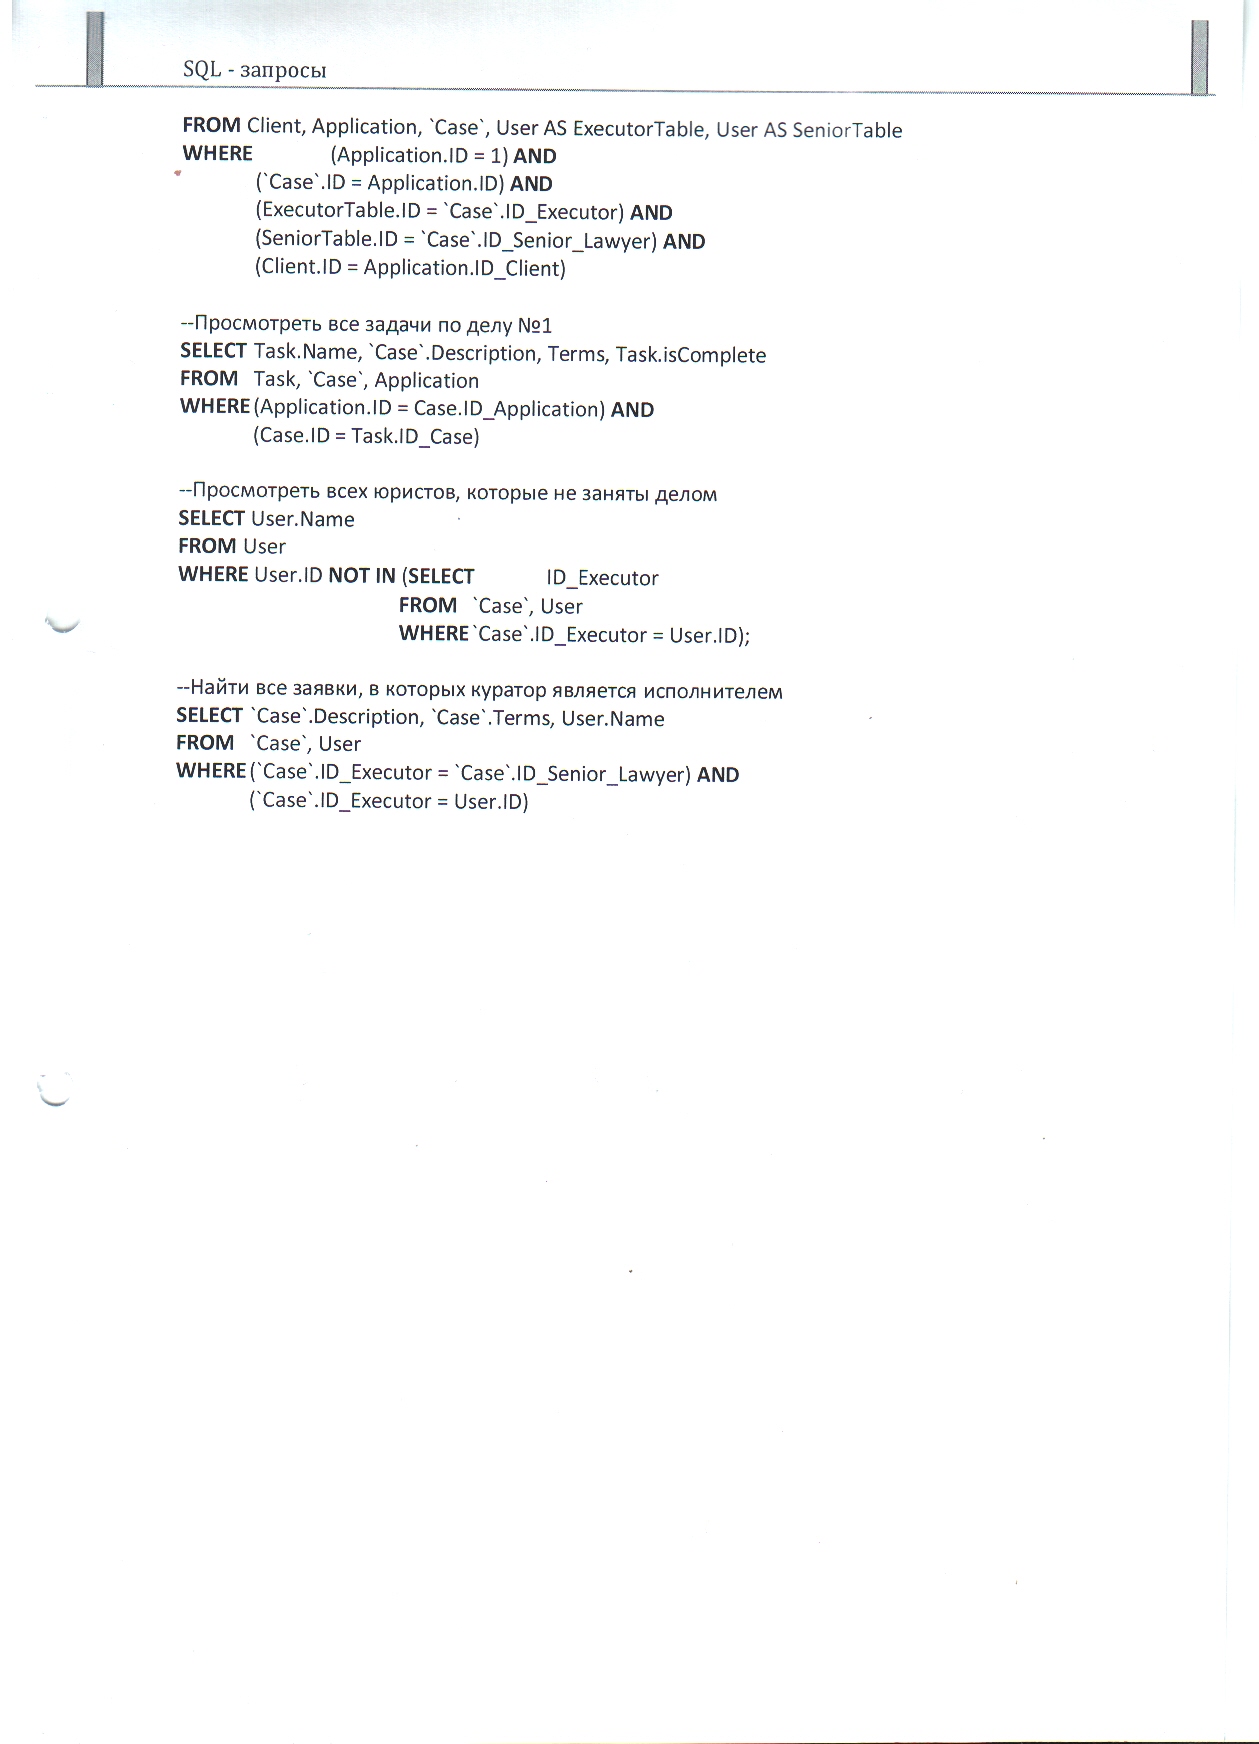 SQL - запросы
FROM Client, Application, `Case`, User AS ExecutorTable, User AS SeniorTable
WHERE (Application.ID = 1) AND
(`Case`.ID = Application.ID) AND
(ExecutorTable.ID = `Case`.ID_Executor) AND
(SeniorTable.ID = `Case`.ID_Senior_Lawyer) AND
(Client.ID = Application.ID_Client)
--Просмотреть все задачи по делу №1
SELECT Task.Name, `Case`.Description, Terms, Task.isComplete
FROM Task, `Case`, Application
WHERE (Application.ID = Case.ID_Application) AND
(Case.ID = Task.ID_Case)
--Просмотреть всех юристов, которые не заняты делом
SELECT User.Name
FROM User
WHERE User.ID NOT IN (SELECT ID_Executor
FROM `Case`, User
WHERE `Case`.ID_Executor = User.ID);
--Найти все заявки, в которых куратор является исполнителем
SELECT `Case`.Description, `Case`.Terms, User.Name
FROM `Case`, User
WHERE (`Case`.ID_Executor = `Case`.ID_Senior_Lawyer) AND
(`Case`.ID_Executor = User.ID)